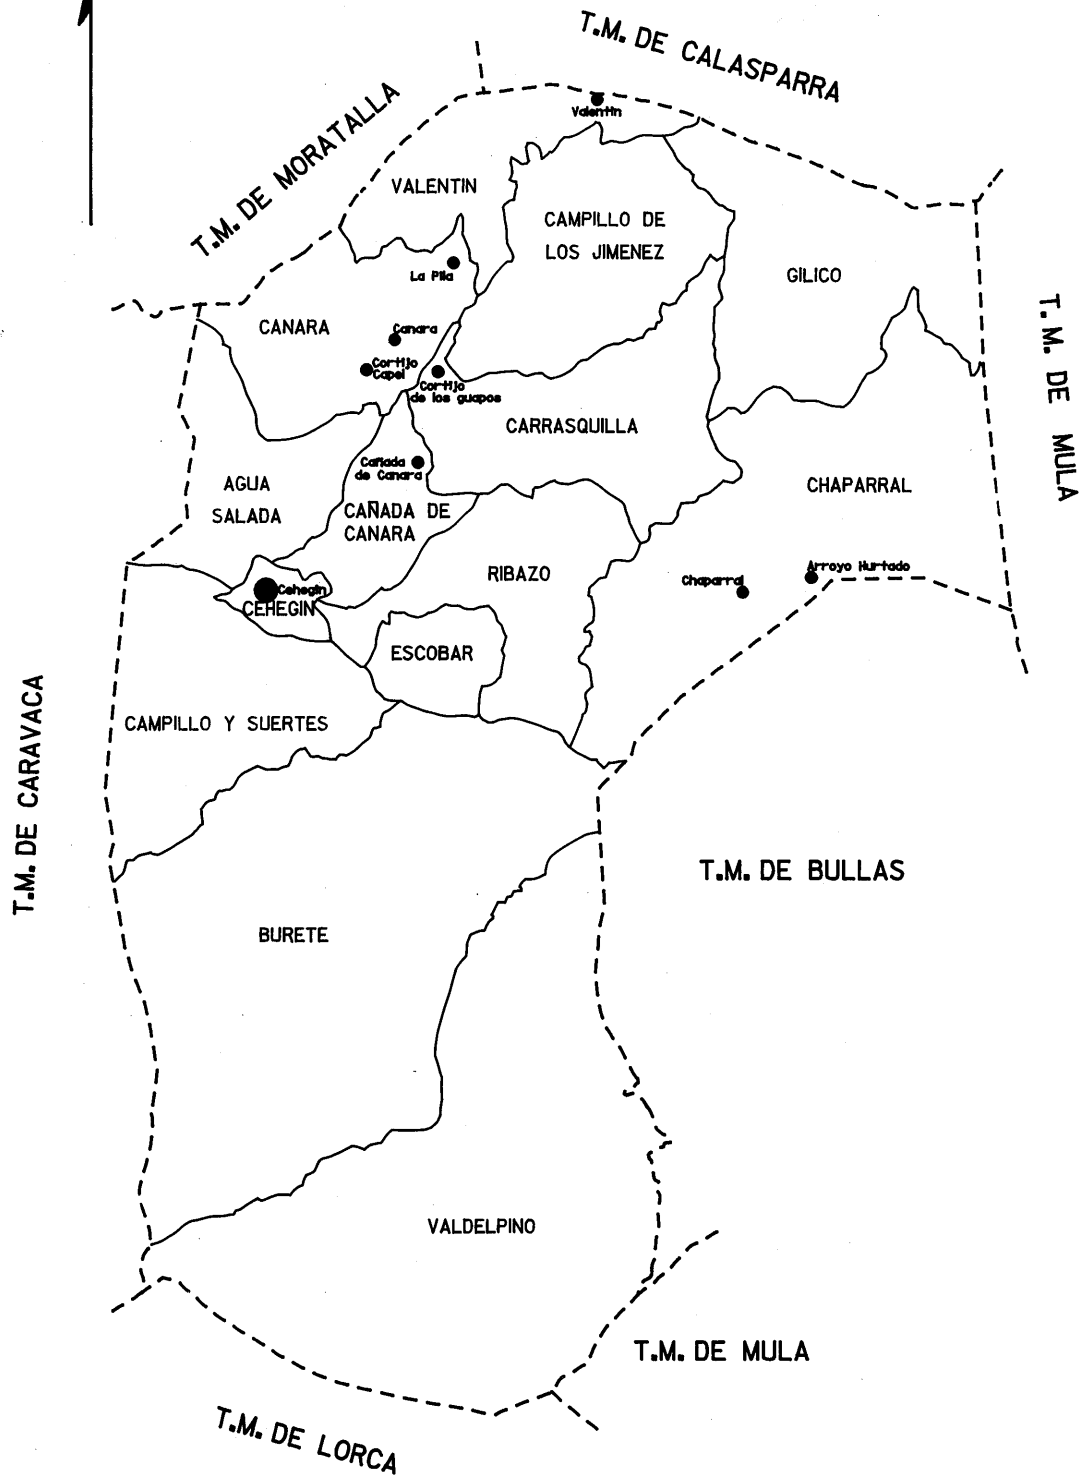 T.M. DE CALASPARRA
T.M. DE MORATALLA
Valentin
VALENTIN
CAMPILLO DE
LOS JIMENEZ
La Pila
GILICO
T.M. DE MULA
CANARA
Canara
Cortijo
Capel
Cortijo
de los guapos
CARRASQUILLA
Cañada
de Canara
AGUA
SALADA
CAÑADA DE
CANARA
CHAPARRAL
RIBAZO
Chaparral
Arroyo Hurtado
Cehegin
CEHEGIN
ESCOBAR
CAMPILLO Y SUERTES
T.M. DE CARAVACA
T.M. DE BULLAS
BURETE
VALDELPINO
T.M. DE MULA
T.M. DE LORCA